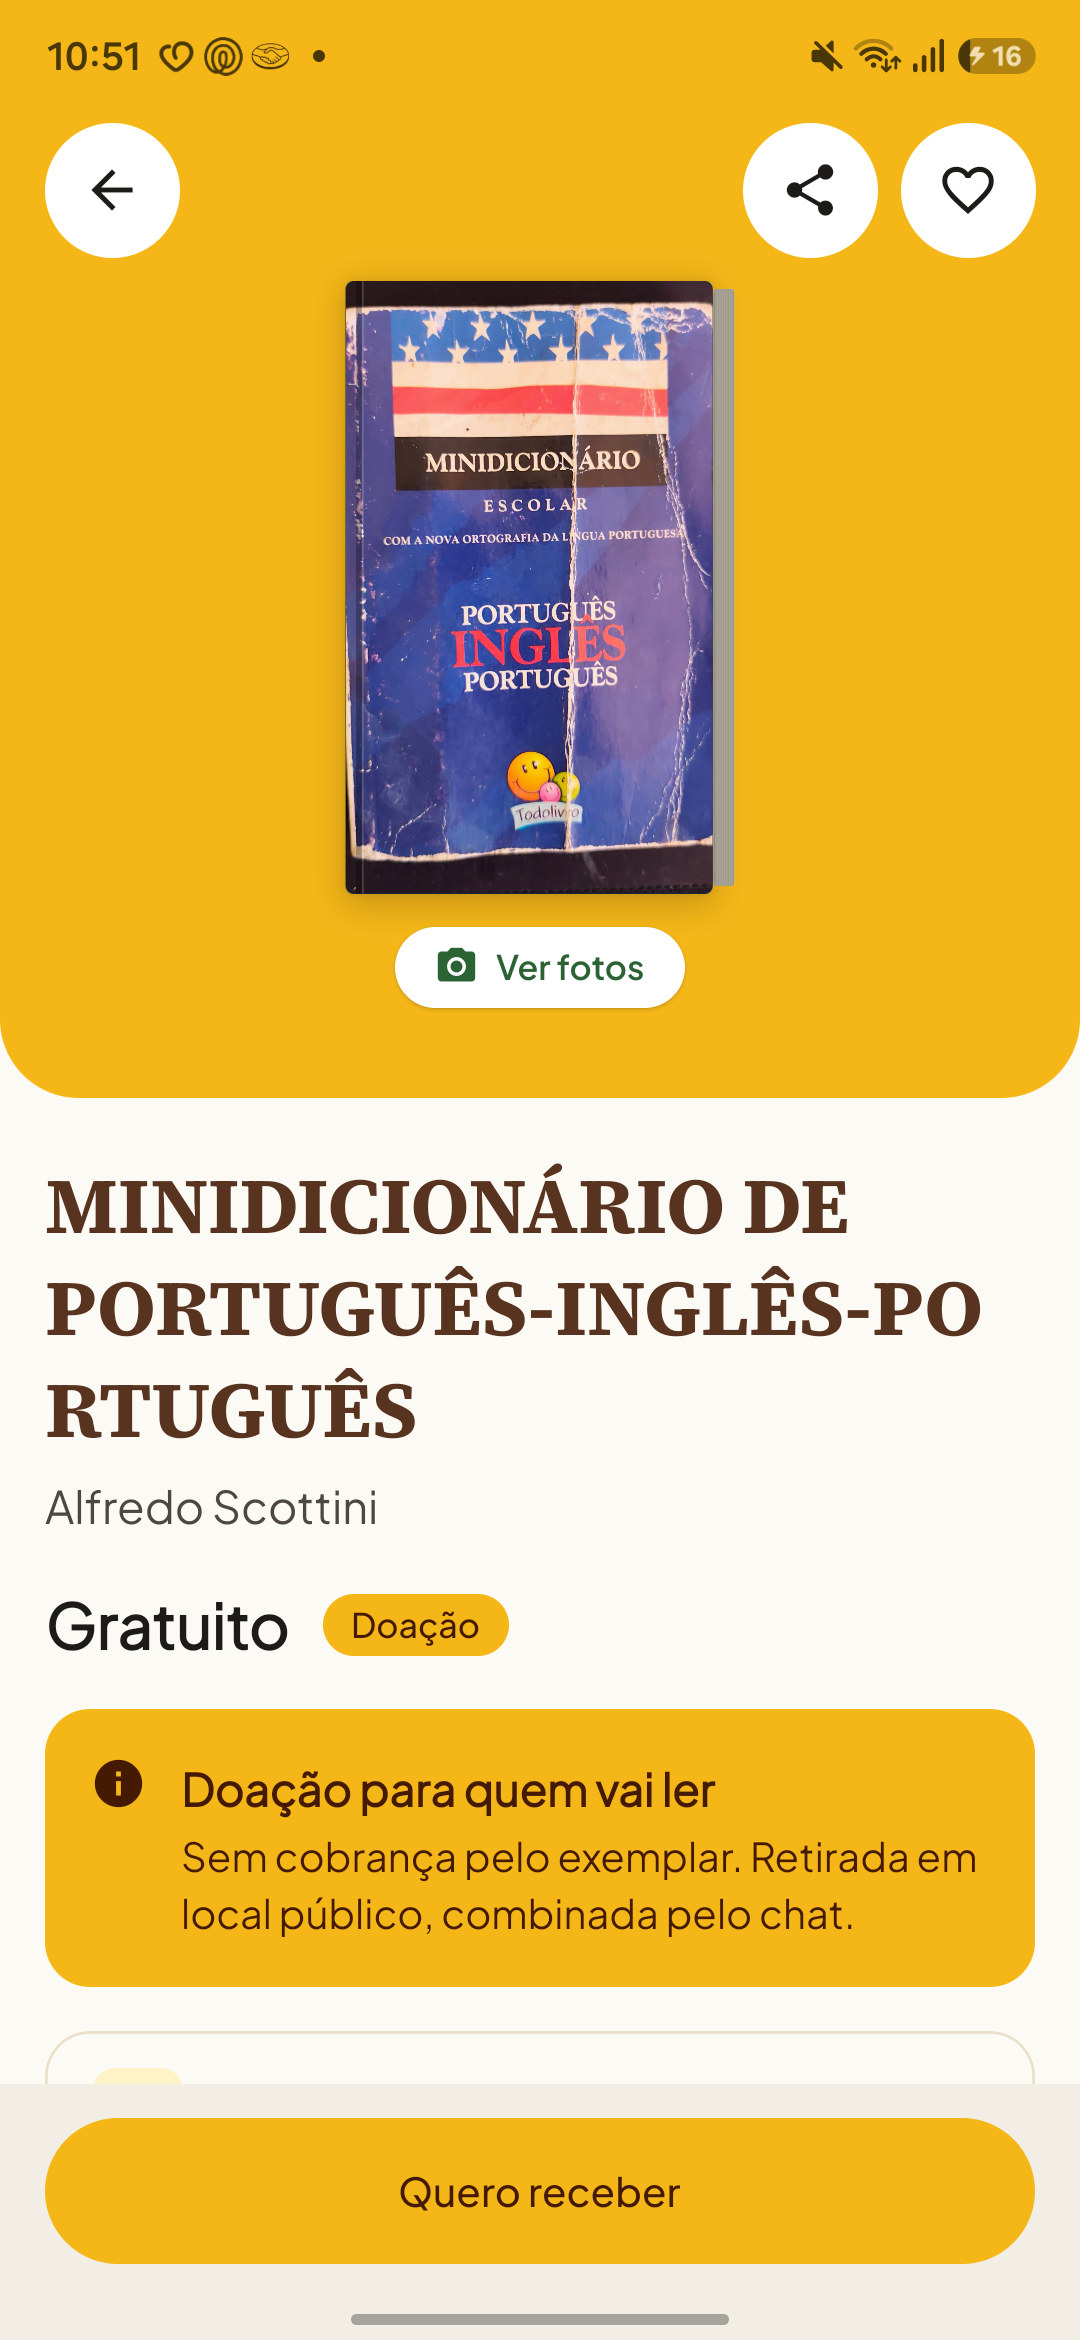 10:51
16
MINIDICIONÁRIO
ESCOLAR
COM A NOVA ORTOGRAFIA DA LÍNGUA PORTUGUESA
PORTUGUÊS
INGLÊS
PORTUGUÊS
Todolivro
Ver fotos
MINIDICIONÁRIO DE
PORTUGUÊS-INGLÊS-PO
RTUGUÊS
Alfredo Scottini
Gratuito
Doação
Doação para quem vai ler
Sem cobrança pelo exemplar. Retirada em
local público, combinada pelo chat.
Quero receber